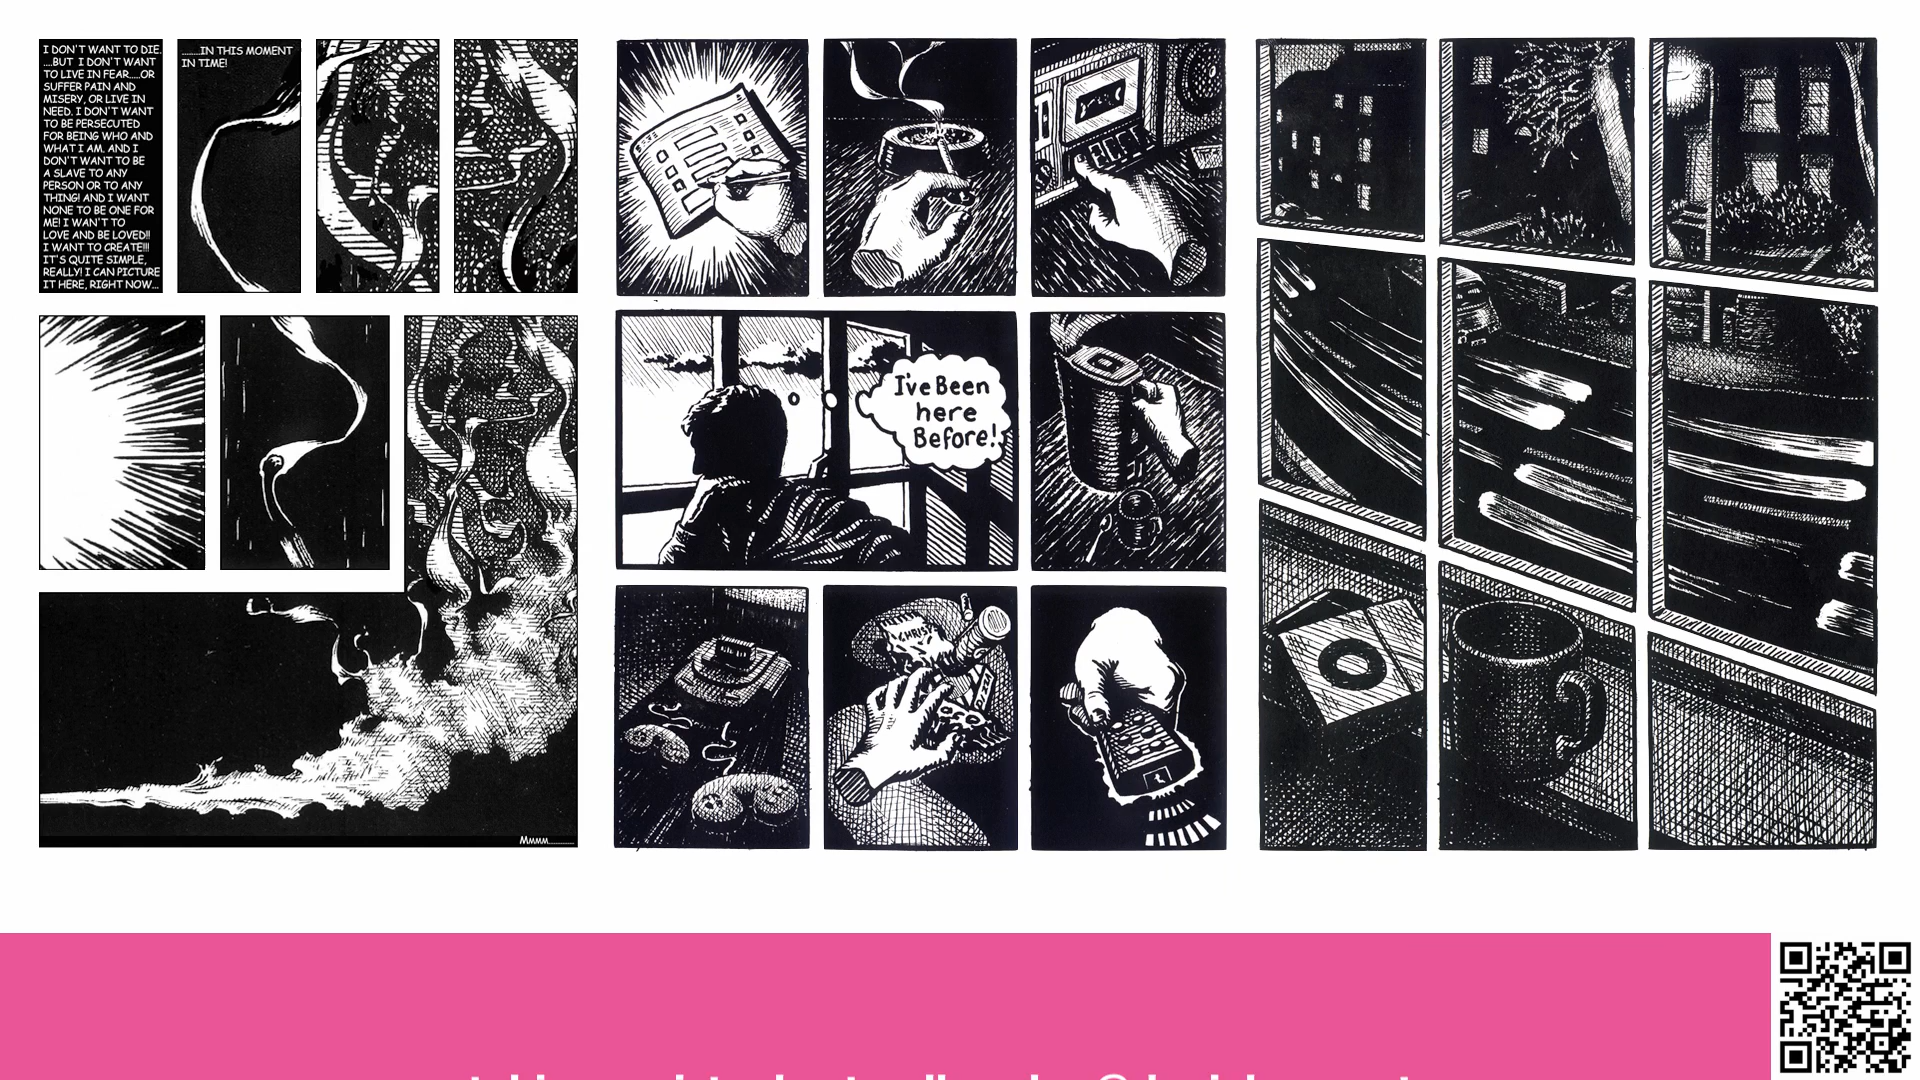 I DON'T WANT TO DIE.
....BUT I DON'T WANT
TO LIVE IN FEAR.....OR
SUFFER PAIN AND
MISERY, OR LIVE IN
NEED. I DON'T WANT
TO BE PERSECUTED
FOR BEING WHO AND
WHAT I AM. AND I
DON'T WANT TO BE
A SLAVE TO ANY
PERSON OR TO ANY
THING! AND I WANT
NONE TO BE ONE FOR
ME! I WAN'T TO
LOVE AND BE LOVED!!
I WANT TO CREATE!!!
IT'S QUITE SIMPLE,
REALLY! I CAN PICTURE
IT HERE, RIGHT NOW...
........IN THIS MOMENT
IN TIME!
I've Been
here
Before!
CHRIS
MMMM............